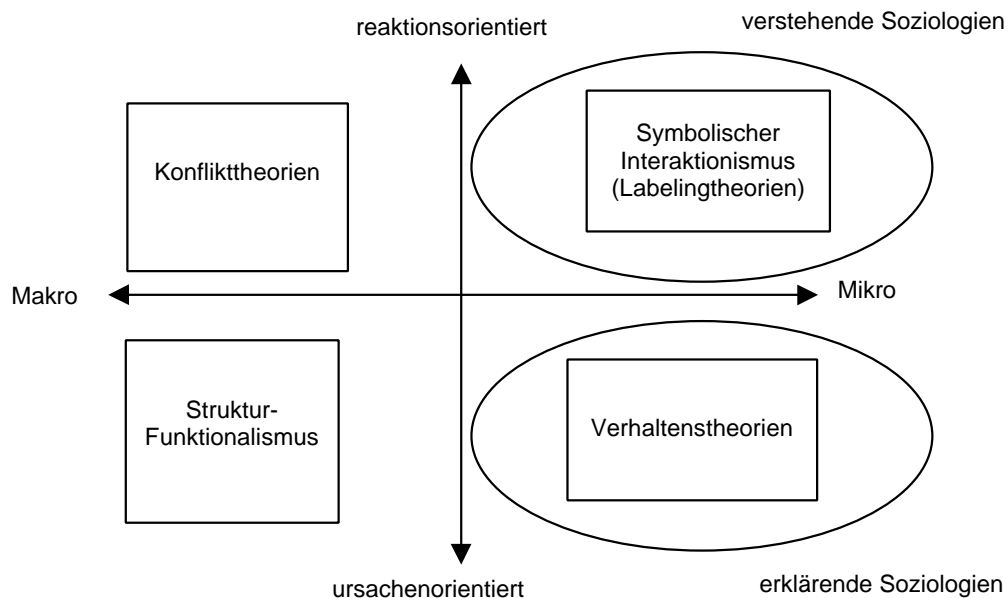 reaktionsorientiert
verstehende Soziologien
Konflikttheorien
Symbolischer
Interaktionismus
(Labelingtheorien)
Makro
Mikro
Struktur-
Funktionalismus
Verhaltenstheorien
ursachenorientiert
erklärende Soziologien